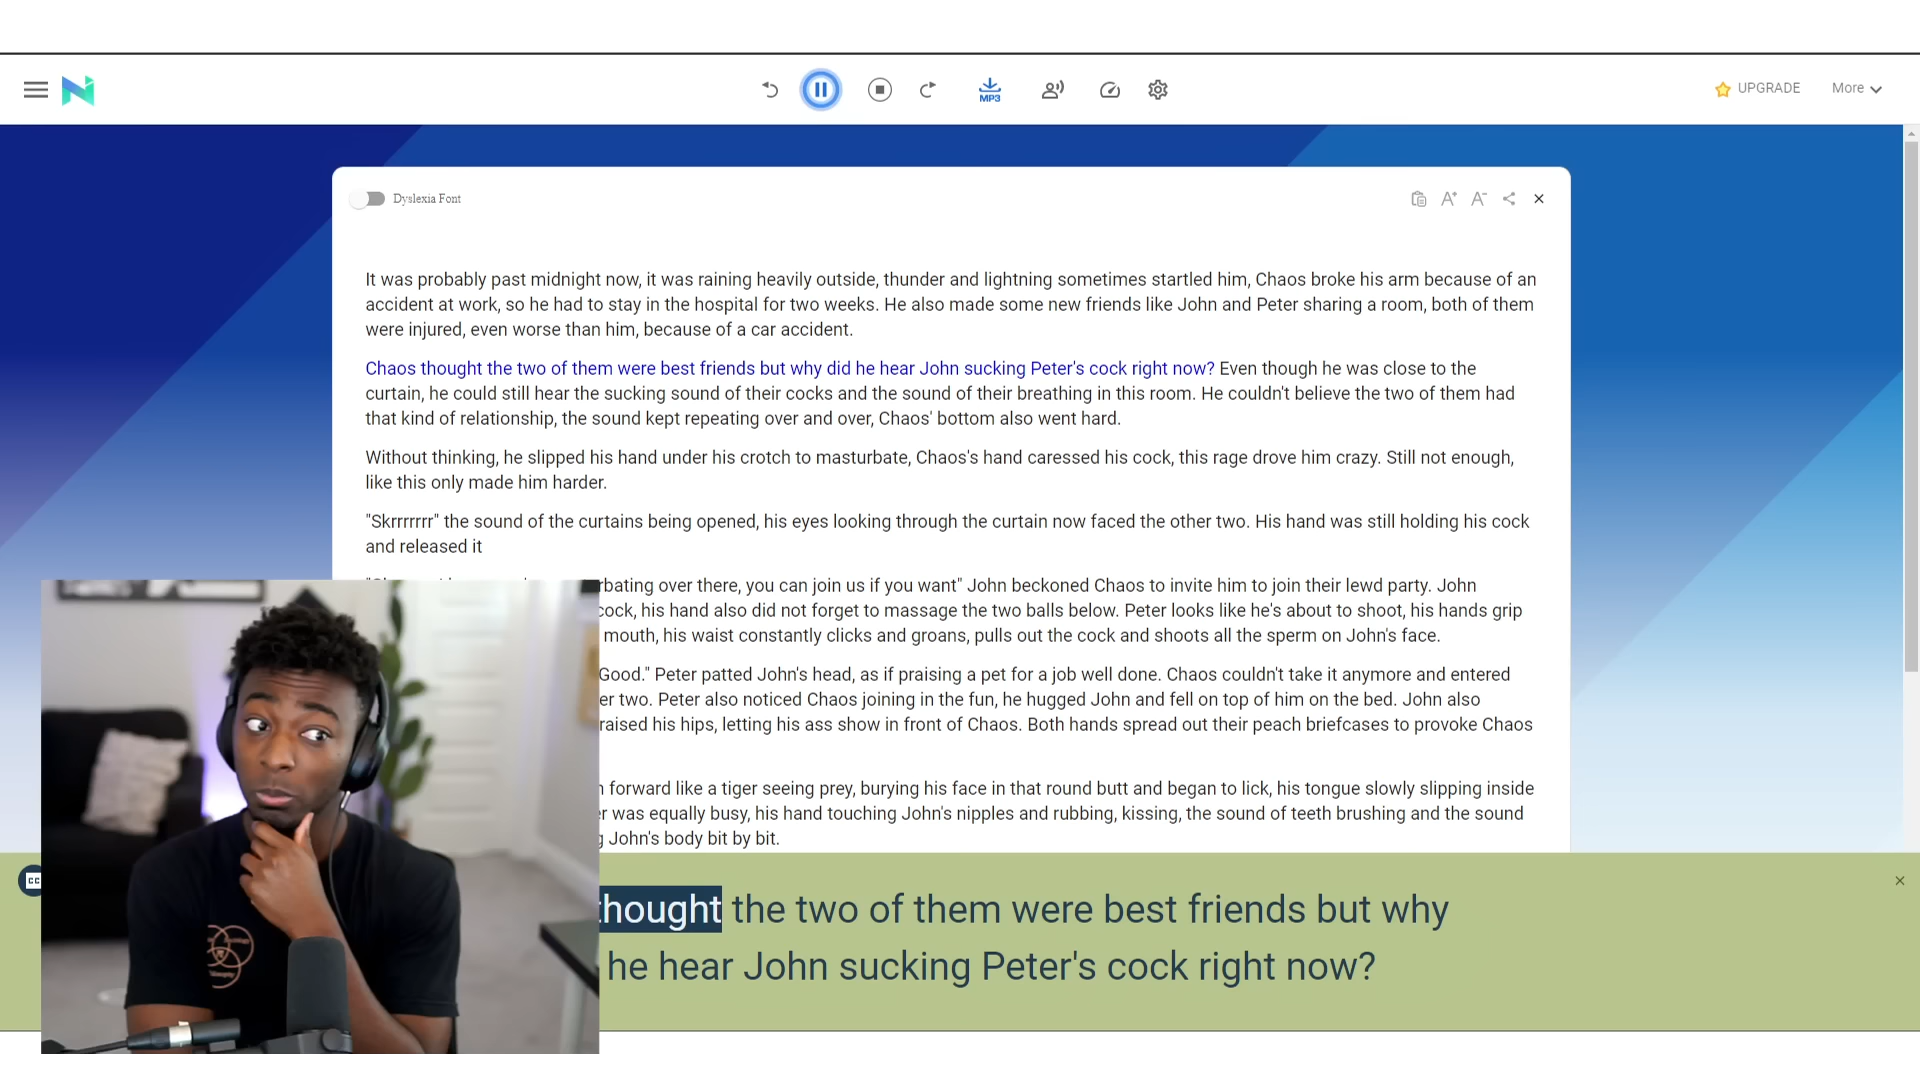 UPGRADE
More
MP3
Dyslexia Font
A+ A-
It was probably past midnight now, it was raining heavily outside, thunder and lightning sometimes startled him, Chaos broke his arm because of an
accident at work, so he had to stay in the hospital for two weeks. He also made some new friends like John and Peter sharing a room, both of them
were injured, even worse than him, because of a car accident.
Chaos thought the two of them were best friends but why did he hear John sucking Peter's cock right now? Even though he was close to the
curtain, he could still hear the sucking sound of their cocks and the sound of their breathing in this room. He couldn't believe the two of them had
that kind of relationship, the sound kept repeating over and over, Chaos' bottom also went hard.
Without thinking, he slipped his hand under his crotch to masturbate, Chaos's hand caressed his cock, this rage drove him crazy. Still not enough,
like this only made him harder.
"Skrrrrrrr" the sound of the curtains being opened, his eyes looking through the curtain now faced the other two. His hand was still holding his cock
and released it
rbating over there, you can join us if you want" John beckoned Chaos to invite him to join their lewd party. John
cock, his hand also did not forget to massage the two balls below. Peter looks like he's about to shoot, his hands grip
mouth, his waist constantly clicks and groans, pulls out the cock and shoots all the sperm on John's face.
Good." Peter patted John's head, as if praising a pet for a job well done. Chaos couldn't take it anymore and entered
er two. Peter also noticed Chaos joining in the fun, he hugged John and fell on top of him on the bed. John also
raised his hips, letting his ass show in front of Chaos. Both hands spread out their peach briefcases to provoke Chaos
forward like a tiger seeing prey, burying his face in that round butt and began to lick, his tongue slowly slipping inside
was equally busy, his hand touching John's nipples and rubbing, kissing, the sound of teeth brushing and the sound
John's body bit by bit.
CC
thought the two of them were best friends but why
he hear John sucking Peter's cock right now?